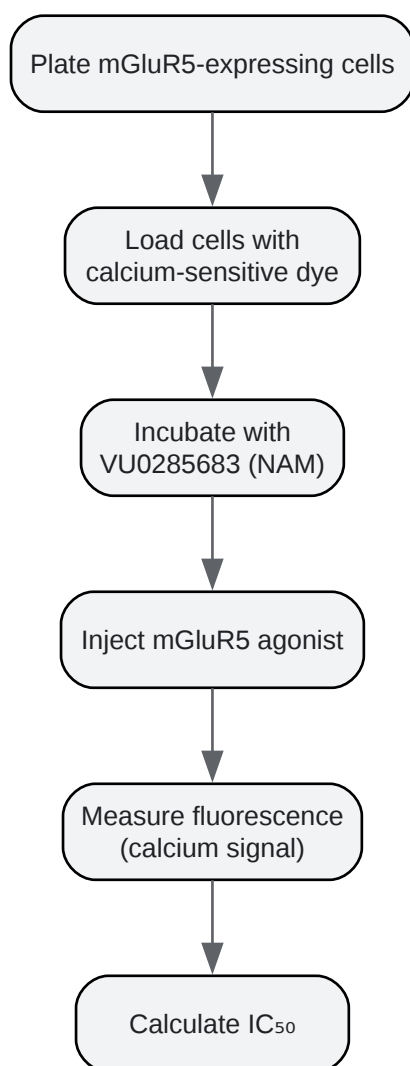 Plate mGluR5-expressing cells
Load cells with
calcium-sensitive dye
Incubate with
VU0285683 (NAM)
Inject mGluR5 agonist
Measure fluorescence
(calcium signal)
Calculate IC₅₀